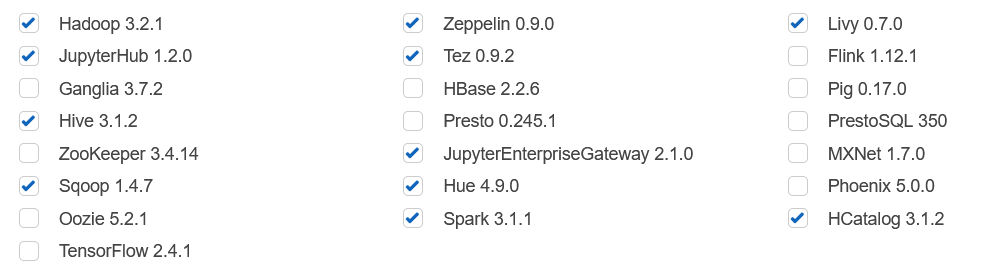 Hadoop 3.2.1
Zeppelin 0.9.0
Livy 0.7.0
JupyterHub 1.2.0
Tez 0.9.2
Flink 1.12.1
Ganglia 3.7.2
HBase 2.2.6
Pig 0.17.0
Hive 3.1.2
Presto 0.245.1
PrestoSQL 350
ZooKeeper 3.4.14
JupyterEnterpriseGateway 2.1.0
MXNet 1.7.0
Sqoop 1.4.7
Hue 4.9.0
Phoenix 5.0.0
Oozie 5.2.1
Spark 3.1.1
HCatalog 3.1.2
TensorFlow 2.4.1